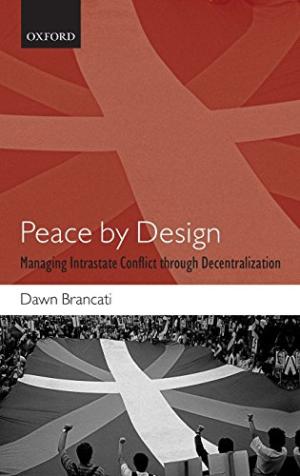 OXFORD
Peace by Design
Managing Intrastate Conflict through Decentralization
Dawn Brancati